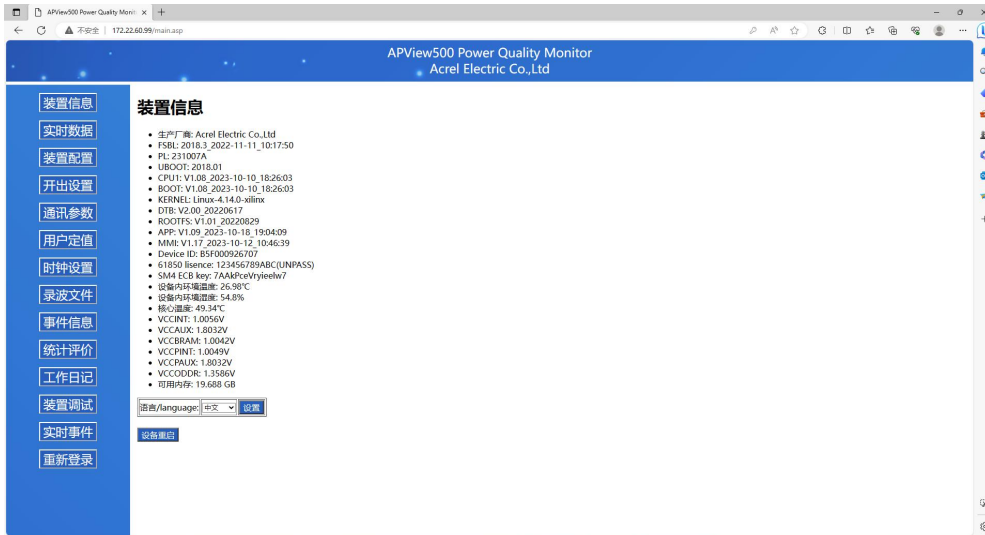 APView500 Power Quality Monit
不安全 172.22.60.99/main.asp
APView500 Power Quality Monitor
Acrel Electric Co.,Ltd
装置信息
实时数据
装置配置
开出设置
通讯参数
用户定值
时钟设置
录波文件
事件信息
统计评价
工作日记
装置调试
实时事件
重新登录
装置信息
生产厂商: Acrel Electric Co.,Ltd
FSBL: 2018.3_2022-11-11_10:17:50
PL: 231007A
UBOOT: 2018.01
CPU1: V1.08_2023-10-10_18:26:03
BOOT: V1.08_2023-10-10_18:26:03
KERNEL: Linux-4.14.0-xilinx
DTB: V2.00_20220617
ROOTFS: V1.01_20220829
APP: V1.09_2023-10-18_19:04:09
MMI: V1.17_2023-10-12_10:46:39
Device ID: B5F000926707
61850 lisence: 123456789ABC(UNPASS)
SM4 ECB key: 7AAkPceVryieelw7
设备内环境温度: 26.98℃
设备内环境湿度: 54.8%
核心温度: 49.34℃
VCCINT: 1.0056V
VCCAUX: 1.8032V
VCCBRAM: 1.0042V
VCCPINT: 1.0049V
VCCPAUX: 1.8032V
VCCODDR: 1.3586V
可用内存: 19.688 GB
语言/language: 中文 设置
设备重启